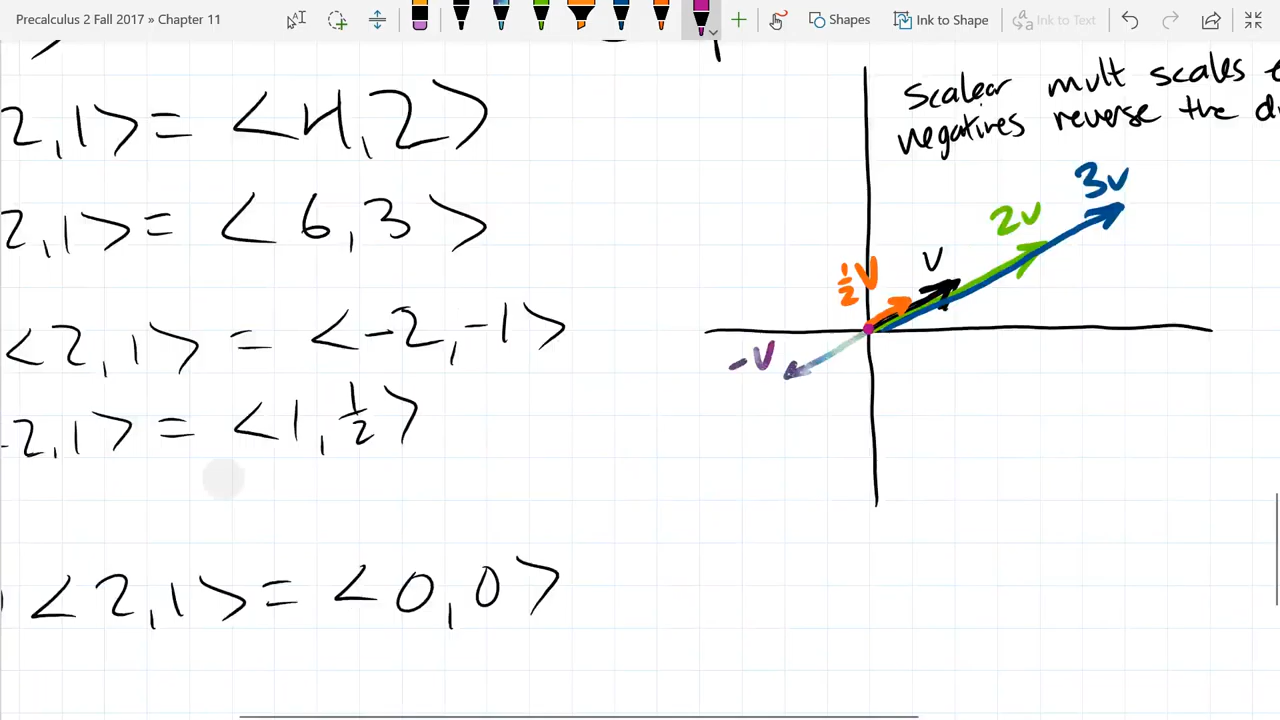 Precalculus 2 Fall 2017 » Chapter 11
Shapes
Ink to Shape
Ink to Text
2,1> = <4,2>
2,1> = <6,3>
<2,1> = <-2,-1>
2,1> = <1,1/2>
<2,1> = <0,0>
Scalar mult scales
negatives reverse the
3v
2v
v
1/2 v
-v